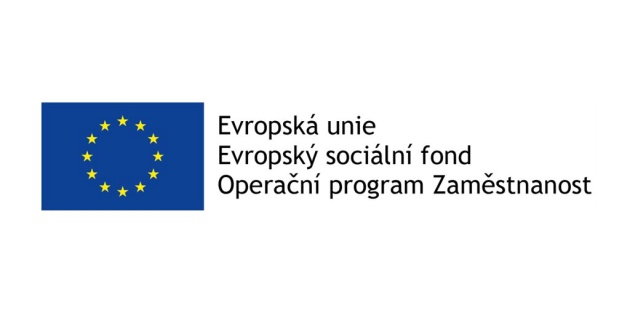 Evropská unie
Evropský sociální fond
Operační program Zaměstnanost